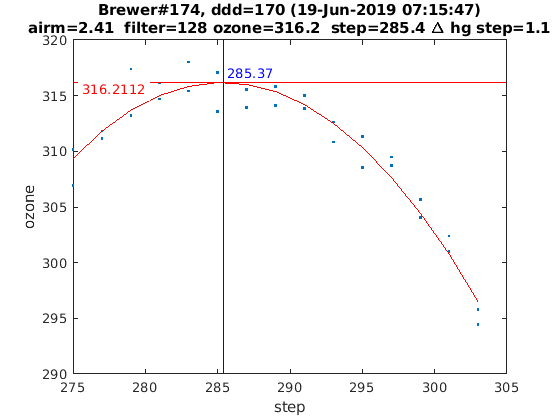 Brewer#174, ddd=170 (19-Jun-2019 07:15:47)
airm=2.41 filter=128 ozone=316.2 step=285.4 Δ hg step=1.1
320
285.37
316.2112
315
310
305
300
295
290
ozone
275 280 285 290 295 300 305
step